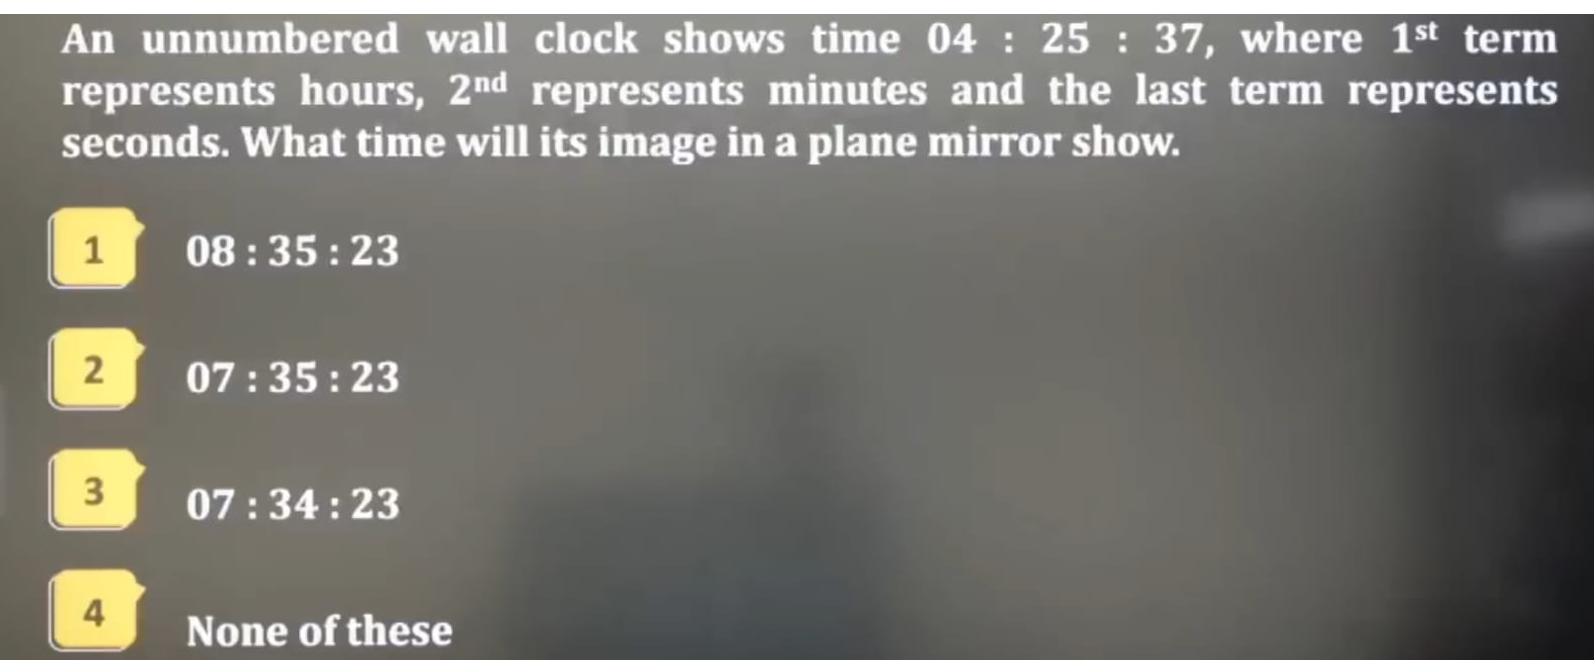 An unnumbered wall clock shows time 04 : 25 : 37, where 1st term
represents hours, 2nd represents minutes and the last term represents
seconds. What time will its image in a plane mirror show.
1 08 : 35 : 23
2 07 : 35 : 23
3 07 : 34 : 23
4 None of these